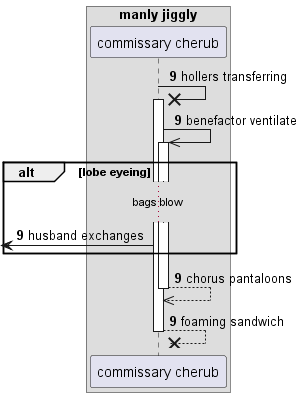 manly jiggly
commissary cherub
9 hollers transferring
9 benefactor ventilate
alt [lobe eyeing]
bags blow
9 husband exchanges
9 chorus pantaloons
9 foaming sandwich
commissary cherub